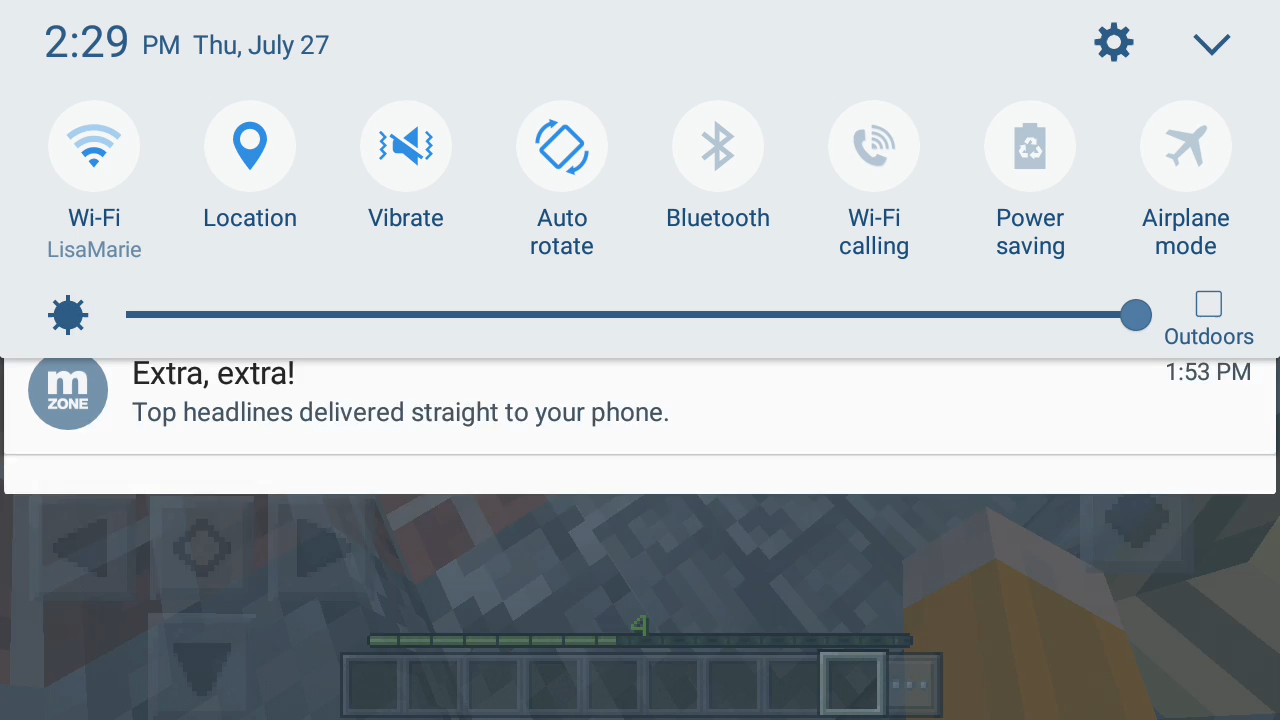 2:29 PM Thu, July 27
Wi-Fi
LisaMarie
Location
Vibrate
Auto
rotate
Bluetooth
Wi-Fi
calling
Power
saving
Airplane
mode
Outdoors
m
ZONE
Extra, extra!
1:53 PM
Top headlines delivered straight to your phone.
4